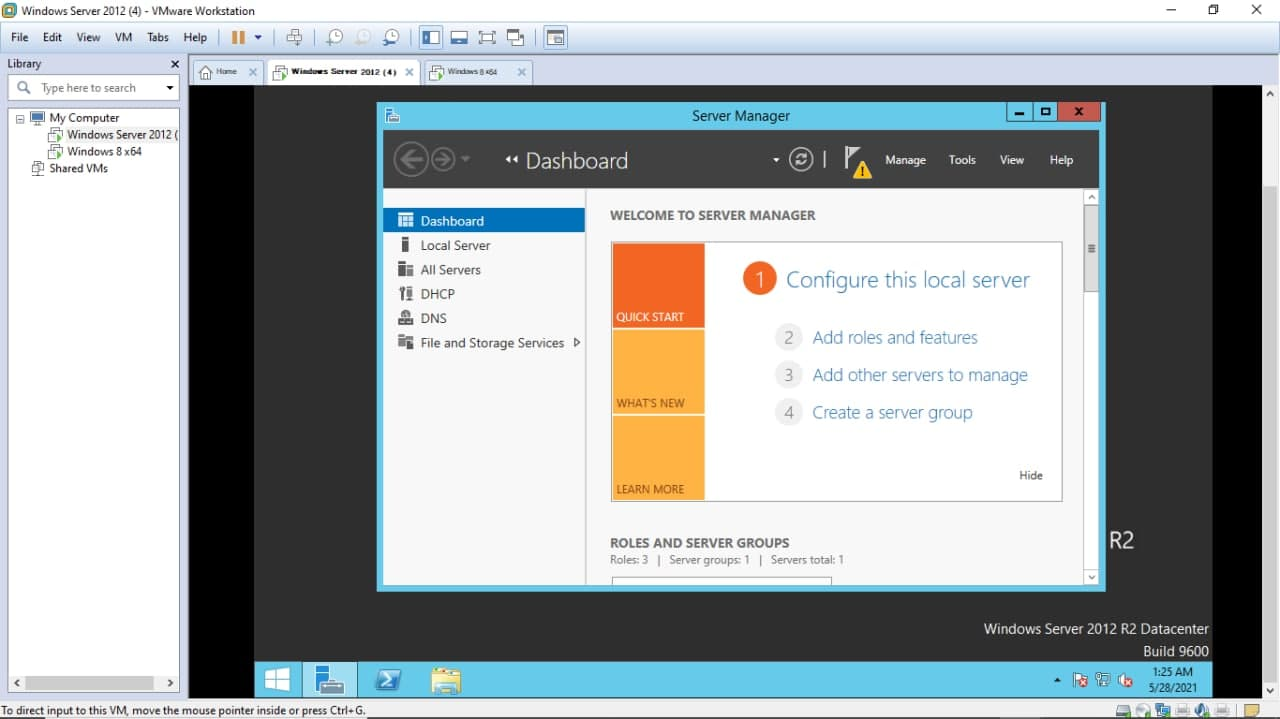 Windows Server 2012 (4) - VMware Workstation
File Edit View VM Tabs Help
Library
Type here to search
My Computer
Windows Server 2012 (
Windows 8 x64
Shared VMs
Home
Windows Server 2012 (4)
Windows 8 x64
Server Manager
Dashboard
Manage Tools View Help
Dashboard
Local Server
All Servers
DHCP
DNS
File and Storage Services
WELCOME TO SERVER MANAGER
QUICK START
WHAT'S NEW
LEARN MORE
1 Configure this local server
2 Add roles and features
3 Add other servers to manage
4 Create a server group
Hide
ROLES AND SERVER GROUPS
Roles: 3 | Server groups: 1 | Servers total: 1
R2
Windows Server 2012 R2 Datacenter
Build 9600
1:25 AM
5/28/2021
To direct input to this VM, move the mouse pointer inside or press Ctrl+G.